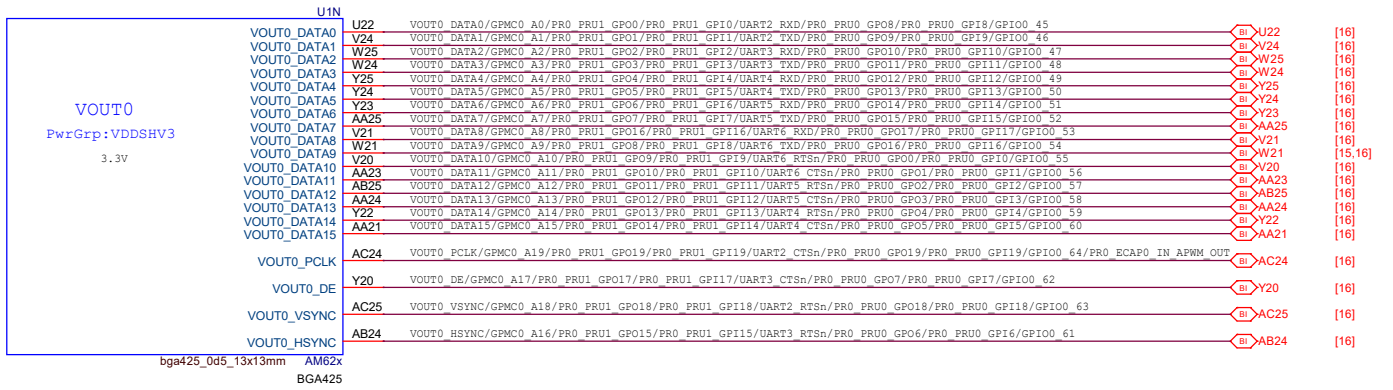 U1N
VOUT0
PwrGrp:VDDSHV3
3.3V
VOUT0_DATA0 U22 VOUT0_DATA0/GPMC0_A0/PR0_PRU1_GPO0/PR0_PRU1_GPI0/UART2_RXD/PR0_PRU0_GPO8/PR0_PRU0_GPI8/GPIO0_45 BI U22 [16]
VOUT0_DATA1 V24 VOUT0_DATA1/GPMC0_A1/PR0_PRU1_GPO1/PR0_PRU1_GPI1/UART2_TXD/PR0_PRU0_GPO9/PR0_PRU0_GPI9/GPIO0_46 BI V24 [16]
VOUT0_DATA2 W25 VOUT0_DATA2/GPMC0_A2/PR0_PRU1_GPO2/PR0_PRU1_GPI2/UART3_RXD/PR0_PRU0_GPO10/PR0_PRU0_GPI10/GPIO0_47 BI W25 [16]
VOUT0_DATA3 W24 VOUT0_DATA3/GPMC0_A3/PR0_PRU1_GPO3/PR0_PRU1_GPI3/UART3_TXD/PR0_PRU0_GPO11/PR0_PRU0_GPI11/GPIO0_48 BI W24 [16]
VOUT0_DATA4 Y25 VOUT0_DATA4/GPMC0_A4/PR0_PRU1_GPO4/PR0_PRU1_GPI4/UART4_RXD/PR0_PRU0_GPO12/PR0_PRU0_GPI12/GPIO0_49 BI Y25 [16]
VOUT0_DATA5 Y24 VOUT0_DATA5/GPMC0_A5/PR0_PRU1_GPO5/PR0_PRU1_GPI5/UART4_TXD/PR0_PRU0_GPO13/PR0_PRU0_GPI13/GPIO0_50 BI Y24 [16]
VOUT0_DATA6 Y23 VOUT0_DATA6/GPMC0_A6/PR0_PRU1_GPO6/PR0_PRU1_GPI6/UART5_RXD/PR0_PRU0_GPO14/PR0_PRU0_GPI14/GPIO0_51 BI Y23 [16]
VOUT0_DATA7 AA25 VOUT0_DATA7/GPMC0_A7/PR0_PRU1_GPO7/PR0_PRU1_GPI7/UART5_TXD/PR0_PRU0_GPO15/PR0_PRU0_GPI15/GPIO0_52 BI AA25 [16]
VOUT0_DATA8 V21 VOUT0_DATA8/GPMC0_A8/PR0_PRU1_GPO16/PR0_PRU1_GPI16/UART6_RXD/PR0_PRU0_GPO17/PR0_PRU0_GPI17/GPIO0_53 BI V21 [16]
VOUT0_DATA9 W21 VOUT0_DATA9/GPMC0_A9/PR0_PRU1_GPO8/PR0_PRU1_GPI8/UART6_TXD/PR0_PRU0_GPO16/PR0_PRU0_GPI16/GPIO0_54 BI W21 [15,16]
VOUT0_DATA10 V20 VOUT0_DATA10/GPMC0_A10/PR0_PRU1_GPO9/PR0_PRU1_GPI9/UART6_RTSn/PR0_PRU0_GPO0/PR0_PRU0_GPI0/GPIO0_55 BI V20 [16]
VOUT0_DATA11 AA23 VOUT0_DATA11/GPMC0_A11/PR0_PRU1_GPO10/PR0_PRU1_GPI10/UART6_CTSn/PR0_PRU0_GPO1/PR0_PRU0_GPI1/GPIO0_56 BI AA23 [16]
VOUT0_DATA12 AB25 VOUT0_DATA12/GPMC0_A12/PR0_PRU1_GPO11/PR0_PRU1_GPI11/UART5_RTSn/PR0_PRU0_GPO2/PR0_PRU0_GPI2/GPIO0_57 BI AB25 [16]
VOUT0_DATA13 AA24 VOUT0_DATA13/GPMC0_A13/PR0_PRU1_GPO12/PR0_PRU1_GPI12/UART5_CTSn/PR0_PRU0_GPO3/PR0_PRU0_GPI3/GPIO0_58 BI AA24 [16]
VOUT0_DATA14 Y22 VOUT0_DATA14/GPMC0_A14/PR0_PRU1_GPO13/PR0_PRU1_GPI13/UART4_RTSn/PR0_PRU0_GPO4/PR0_PRU0_GPI4/GPIO0_59 BI Y22 [16]
VOUT0_DATA15 AA21 VOUT0_DATA15/GPMC0_A15/PR0_PRU1_GPO14/PR0_PRU1_GPI14/UART4_CTSn/PR0_PRU0_GPO5/PR0_PRU0_GPI5/GPIO0_60 BI AA21 [16]
VOUT0_PCLK AC24 VOUT0_PCLK/GPMC0_A19/PR0_PRU1_GPO19/PR0_PRU1_GPI19/UART2_CTSn/PR0_PRU0_GPO19/PR0_PRU0_GPI19/GPIO0_64/PR0_ECAP0_IN_APWM_OUT BI AC24 [16]
VOUT0_DE Y20 VOUT0_DE/GPMC0_A17/PR0_PRU1_GPO17/PR0_PRU1_GPI17/UART3_CTSn/PR0_PRU0_GPO7/PR0_PRU0_GPI7/GPIO0_62 BI Y20 [16]
VOUT0_VSYNC AC25 VOUT0_VSYNC/GPMC0_A18/PR0_PRU1_GPO18/PR0_PRU1_GPI18/UART2_RTSn/PR0_PRU0_GPO18/PR0_PRU0_GPI18/GPIO0_63 BI AC25 [16]
VOUT0_HSYNC AB24 VOUT0_HSYNC/GPMC0_A16/PR0_PRU1_GPO15/PR0_PRU1_GPI15/UART3_RTSn/PR0_PRU0_GPO6/PR0_PRU0_GPI6/GPIO0_61 BI AB24 [16]
bga425_0d5_13x13mm AM62x
BGA425